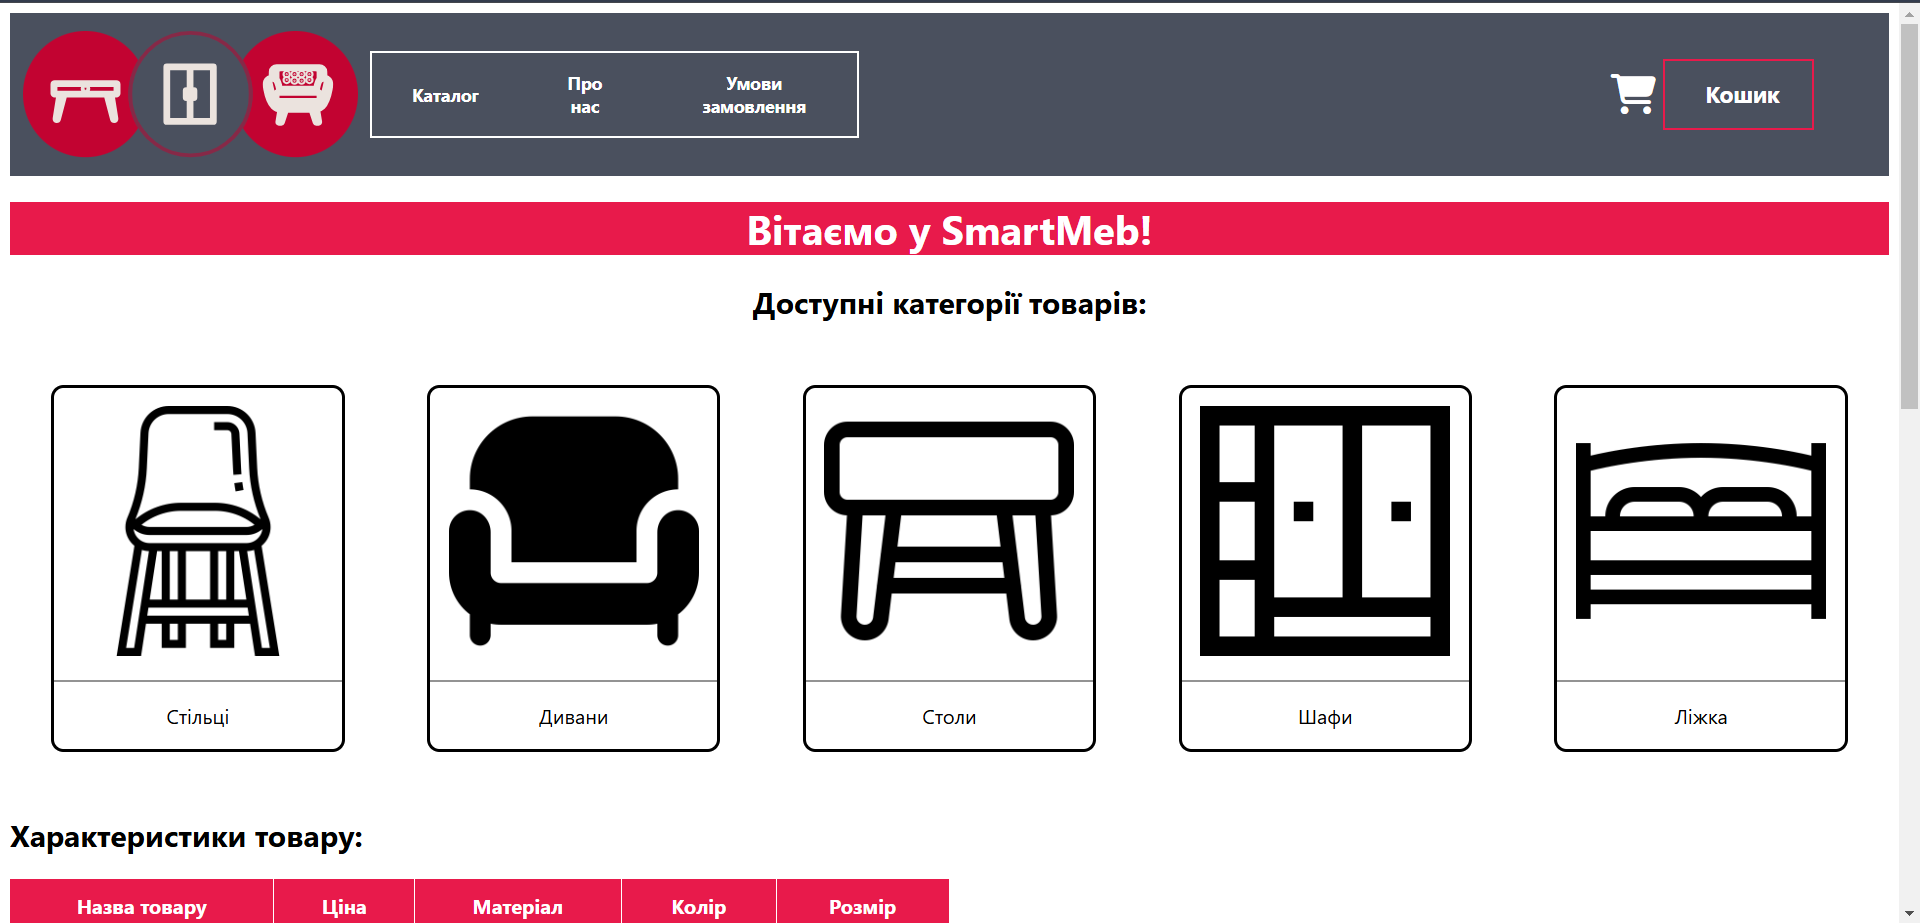 Каталог
Про
нас
Умови
замовлення
Кошик
Вітаємо у SmartMeb!
Доступні категорії товарів:
Стільці
Дивани
Столи
Шафи
Ліжка
Характеристики товару:
Назва товару
Ціна
Матеріал
Колір
Розмір